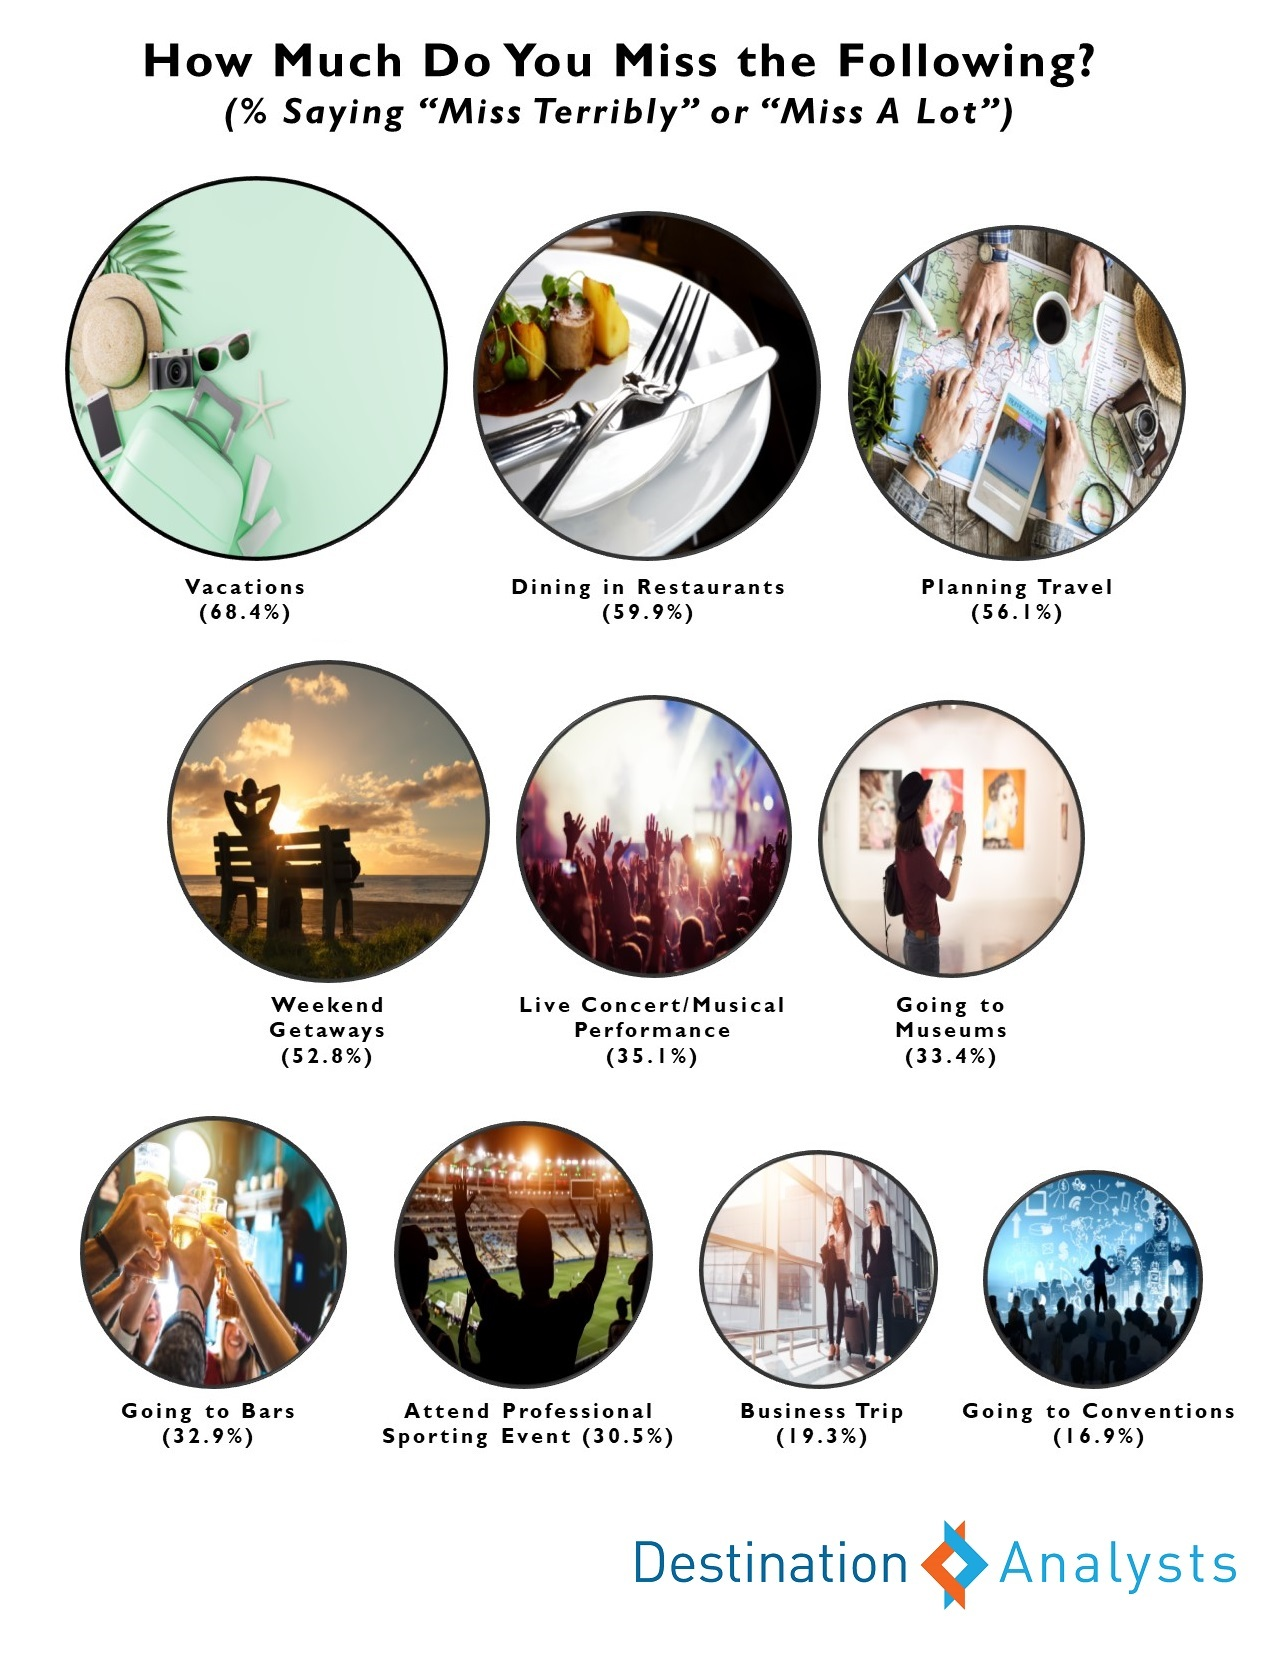 How Much Do You Miss the Following?
(% Saying “Miss Terribly” or “Miss A Lot”)
Vacations
(68.4%)
Dining in Restaurants
(59.9%)
Planning Travel
(56.1%)
Weekend
Getaways
(52.8%)
Live Concert/Musical
Performance
(35.1%)
Going to
Museums
(33.4%)
Going to Bars
(32.9%)
Attend Professional
Sporting Event (30.5%)
Business Trip
(19.3%)
Going to Conventions
(16.9%)
Destination Analysts